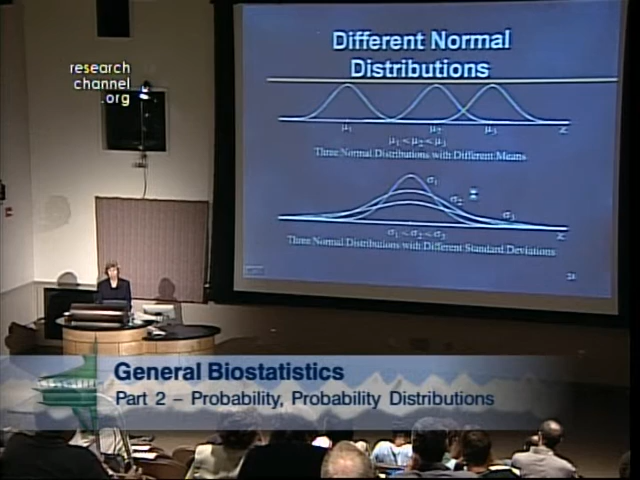 Different Normal
Distributions
research
channel
.org
μ₁ μ₂ μ₃ x
μ₁ < μ₂ < μ₃
Three Normal Distributions with Different Means
σ₁
σ₂
σ₃
x
σ₁ < σ₂ < σ₃
Three Normal Distributions with Different Standard Deviations
General Biostatistics
Part 2 – Probability, Probability Distributions